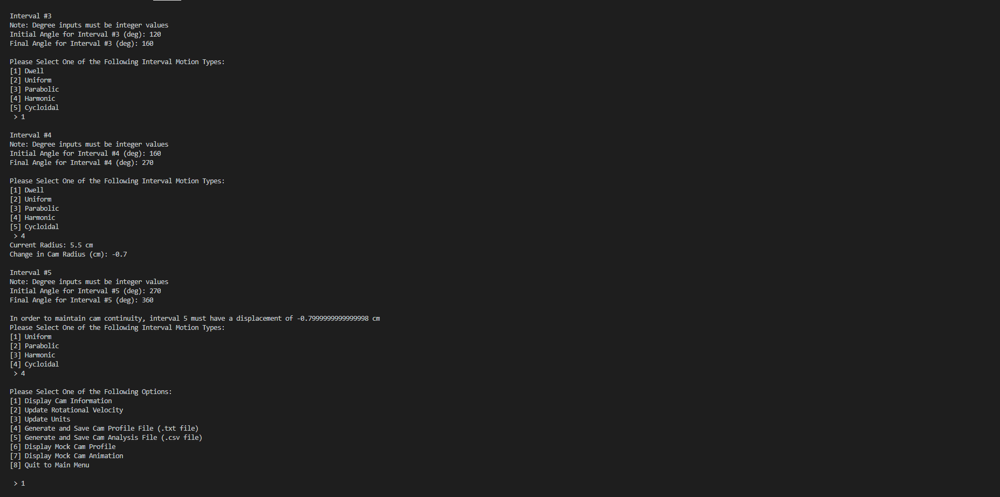 Interval #3
Note: Degree inputs must be integer values
Initial Angle for Interval #3 (deg): 120
Final Angle for Interval #3 (deg): 160
Please Select One of the Following Interval Motion Types:
[1] Dwell
[2] Uniform
[3] Parabolic
[4] Harmonic
[5] Cycloidal
> 1
Interval #4
Note: Degree inputs must be integer values
Initial Angle for Interval #4 (deg): 160
Final Angle for Interval #4 (deg): 270
Please Select One of the Following Interval Motion Types:
[1] Dwell
[2] Uniform
[3] Parabolic
[4] Harmonic
[5] Cycloidal
> 4
Current Radius: 5.5 cm
Change in Cam Radius (cm): -0.7
Interval #5
Note: Degree inputs must be integer values
Initial Angle for Interval #5 (deg): 270
Final Angle for Interval #5 (deg): 360
In order to maintain cam continuity, interval 5 must have a displacement of -0.7999999999999998 cm
Please Select One of the Following Interval Motion Types:
[1] Uniform
[2] Parabolic
[3] Harmonic
[4] Cycloidal
> 4
Please Select One of the Following Options:
[1] Display Cam Information
[2] Update Rotational Velocity
[3] Update Units
[4] Generate and Save Cam Profile File (.txt file)
[5] Generate and Save Cam Analysis File (.csv file)
[6] Display Mock Cam Profile
[7] Display Mock Cam Animation
[8] Quit to Main Menu
> 1